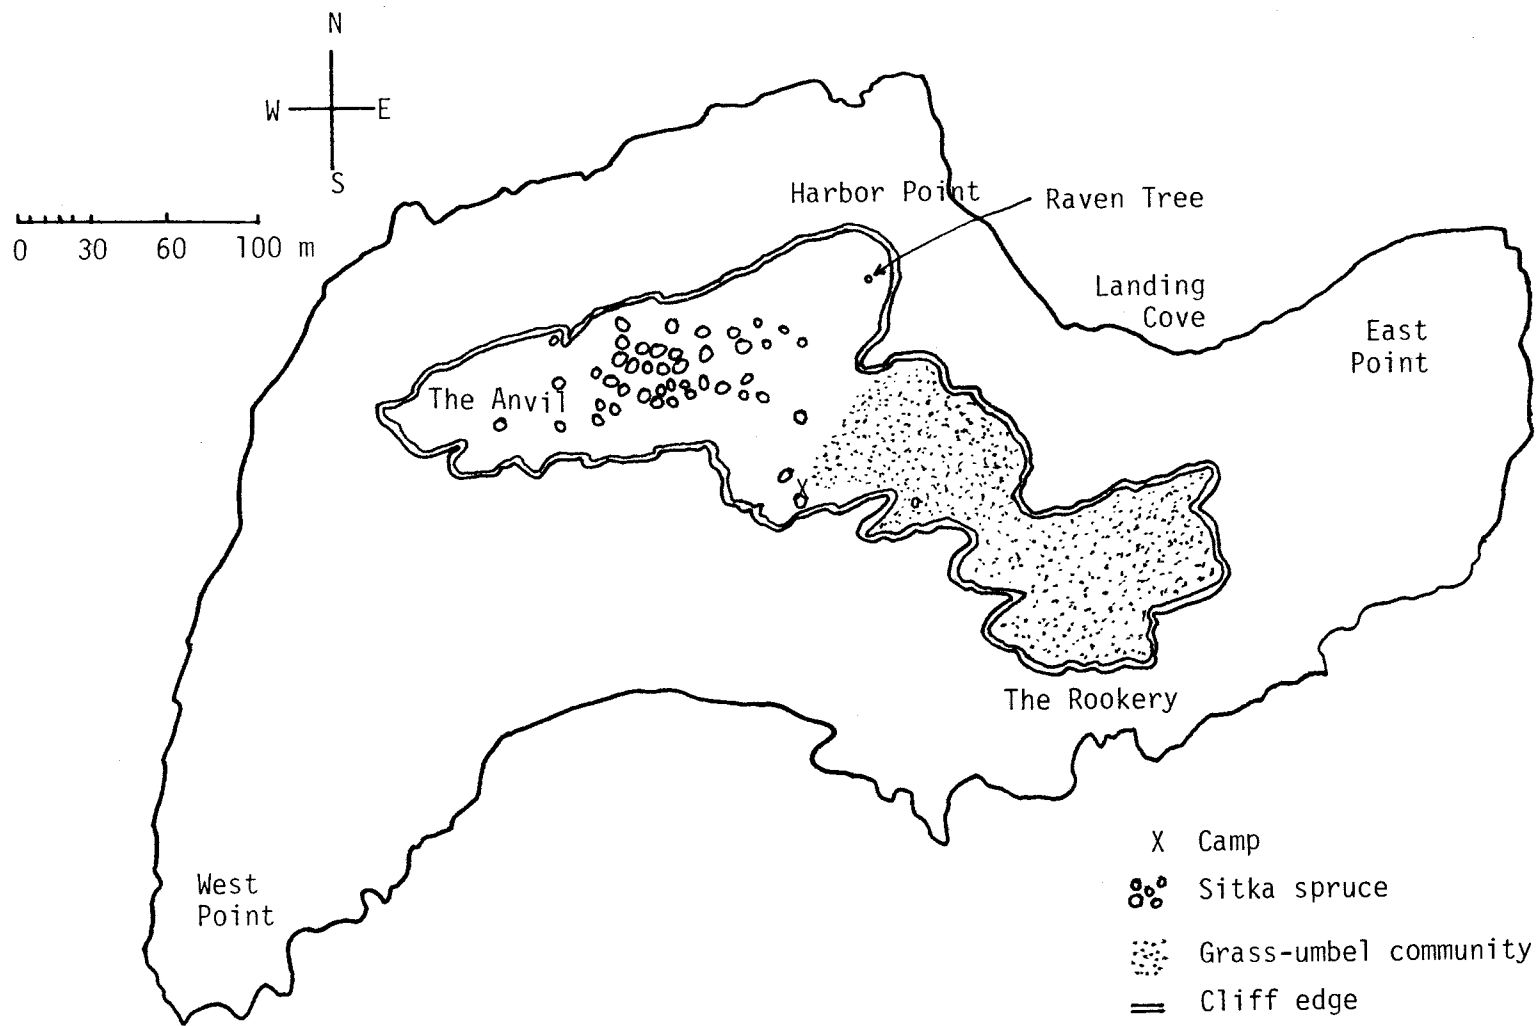 N
W E
S
0 30 60 100 m
Harbor Point
Raven Tree
Landing
Cove
East
Point
The Anvil
X
The Rookery
West
Point
X Camp
Sitka spruce
Grass-umbel community
Cliff edge